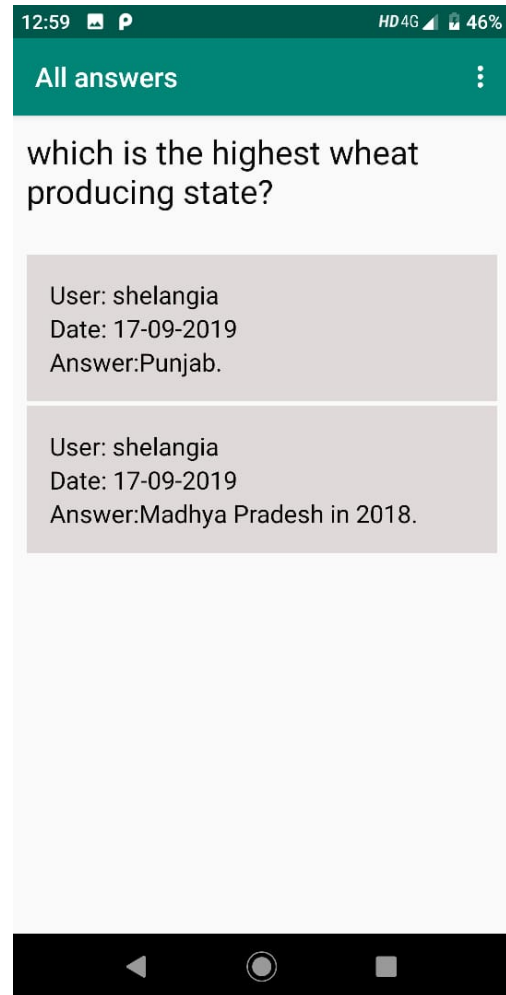 12:59 HD 4G 46%
All answers
which is the highest wheat
producing state?
User: shelangia
Date: 17-09-2019
Answer:Punjab.
User: shelangia
Date: 17-09-2019
Answer:Madhya Pradesh in 2018.